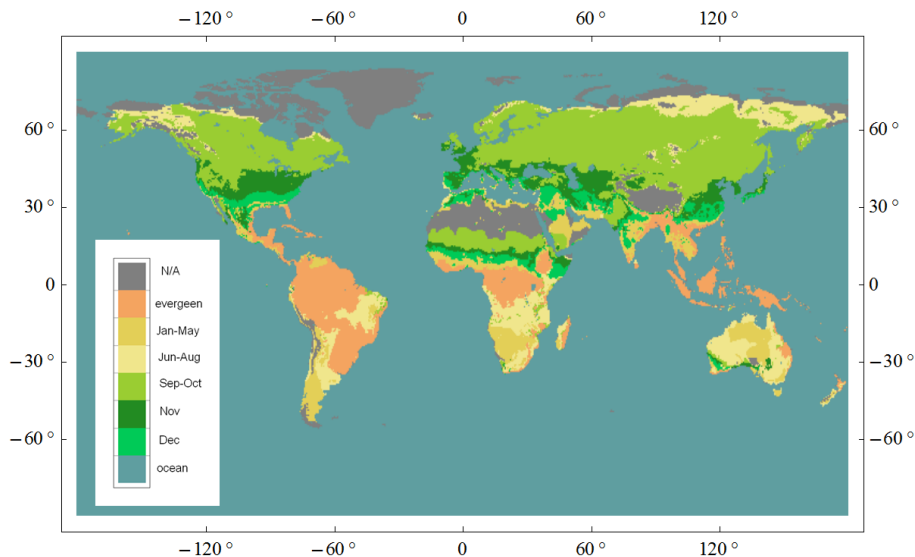 −120 ° −60 ° 0 60 ° 120 °
60 ° 60 °
30 ° 30 °
N/A
0 0
evergeen
Jan-May
−30 ° Jun-Aug −30 °
Sep-Oct
Nov
−60 ° Dec −60 °
ocean
−120 ° −60 ° 0 60 ° 120 °